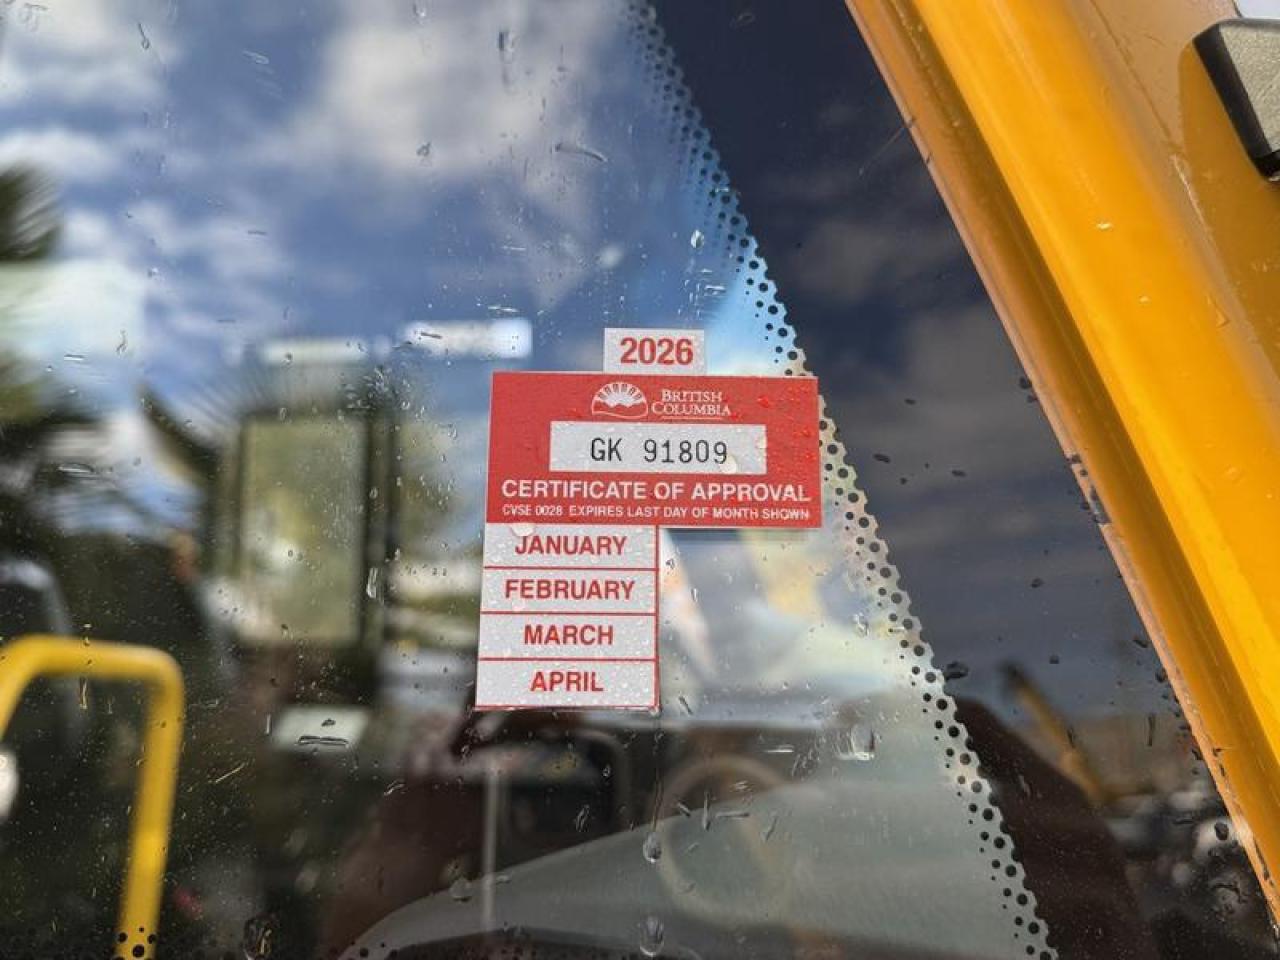 2026
BRITISH
COLUMBIA
GK 91809
CERTIFICATE OF APPROVAL
CVSE 0028 EXPIRES LAST DAY OF MONTH SHOWN
JANUARY
FEBRUARY
MARCH
APRIL